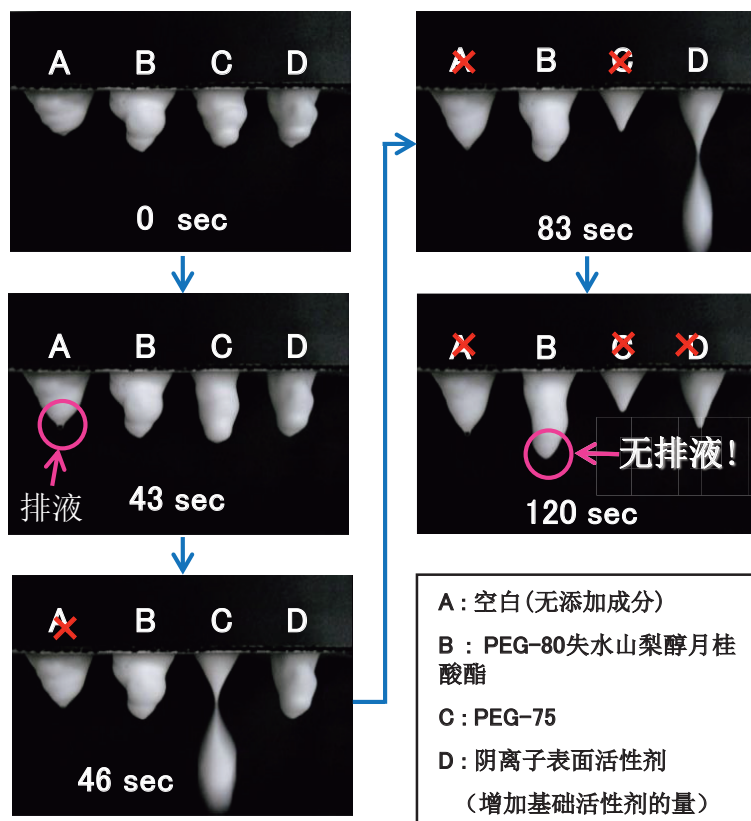 A B C D
0 sec
A B C D
排液
43 sec
A B C D
46 sec
A B C D
83 sec
A B C D
无排液!
120 sec
A:空白(无添加成分)
B : PEG-80失水山梨醇月桂
酸酯
C:PEG-75
D:阴离子表面活性剂
(增加基础活性剂的量)